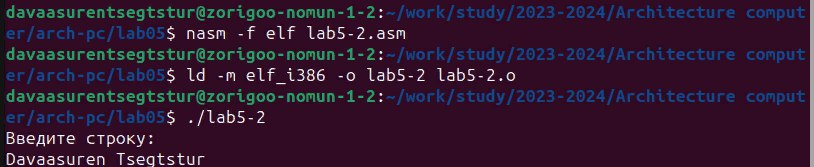 davaasurentsegtstur@zorigoo-nomun-1-2:~/work/study/2023-2024/Architecture comput
er/arch-pc/lab05$ nasm -f elf lab5-2.asm
davaasurentsegtstur@zorigoo-nomun-1-2:~/work/study/2023-2024/Architecture comput
er/arch-pc/lab05$ ld -m elf_i386 -o lab5-2 lab5-2.o
davaasurentsegtstur@zorigoo-nomun-1-2:~/work/study/2023-2024/Architecture comput
er/arch-pc/lab05$ ./lab5-2
Введите строку:
Davaasuren Tsegtstur